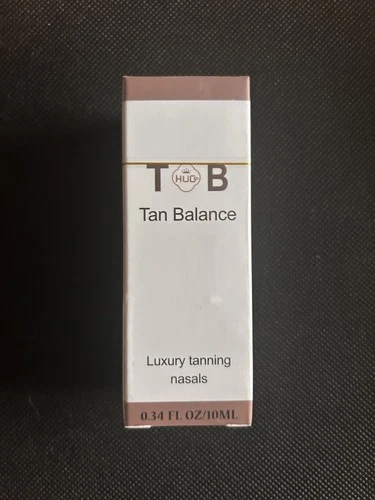 T HUG B
Tan Balance
Luxury tanning
nasals
0.34 FL OZ/10ML